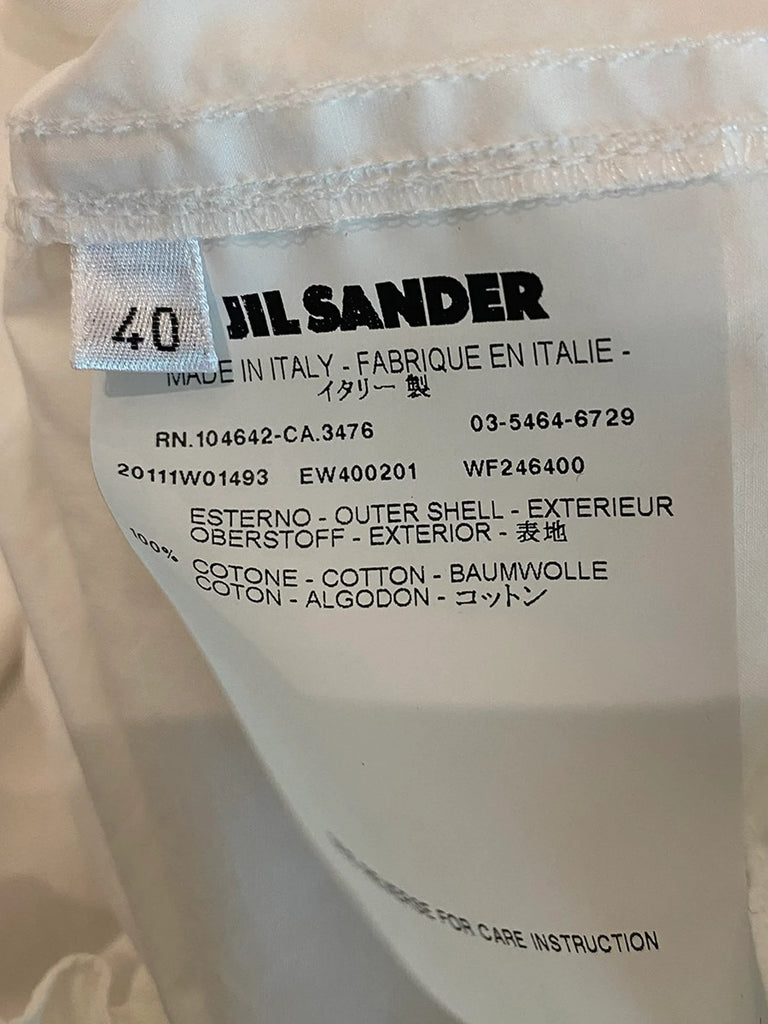 40
JIL SANDER
MADE IN ITALY - FABRIQUE EN ITALIE -
イタリー 製
RN.104642-CA.3476 03-5464-6729
20111W01493 EW400201 WF246400
ESTERNO - OUTER SHELL - EXTERIEUR
OBERSTOFF - EXTERIOR - 表地
100% COTONE - COTTON - BAUMWOLLE
COTON - ALGODON - コットン
FOR CARE INSTRUCTION